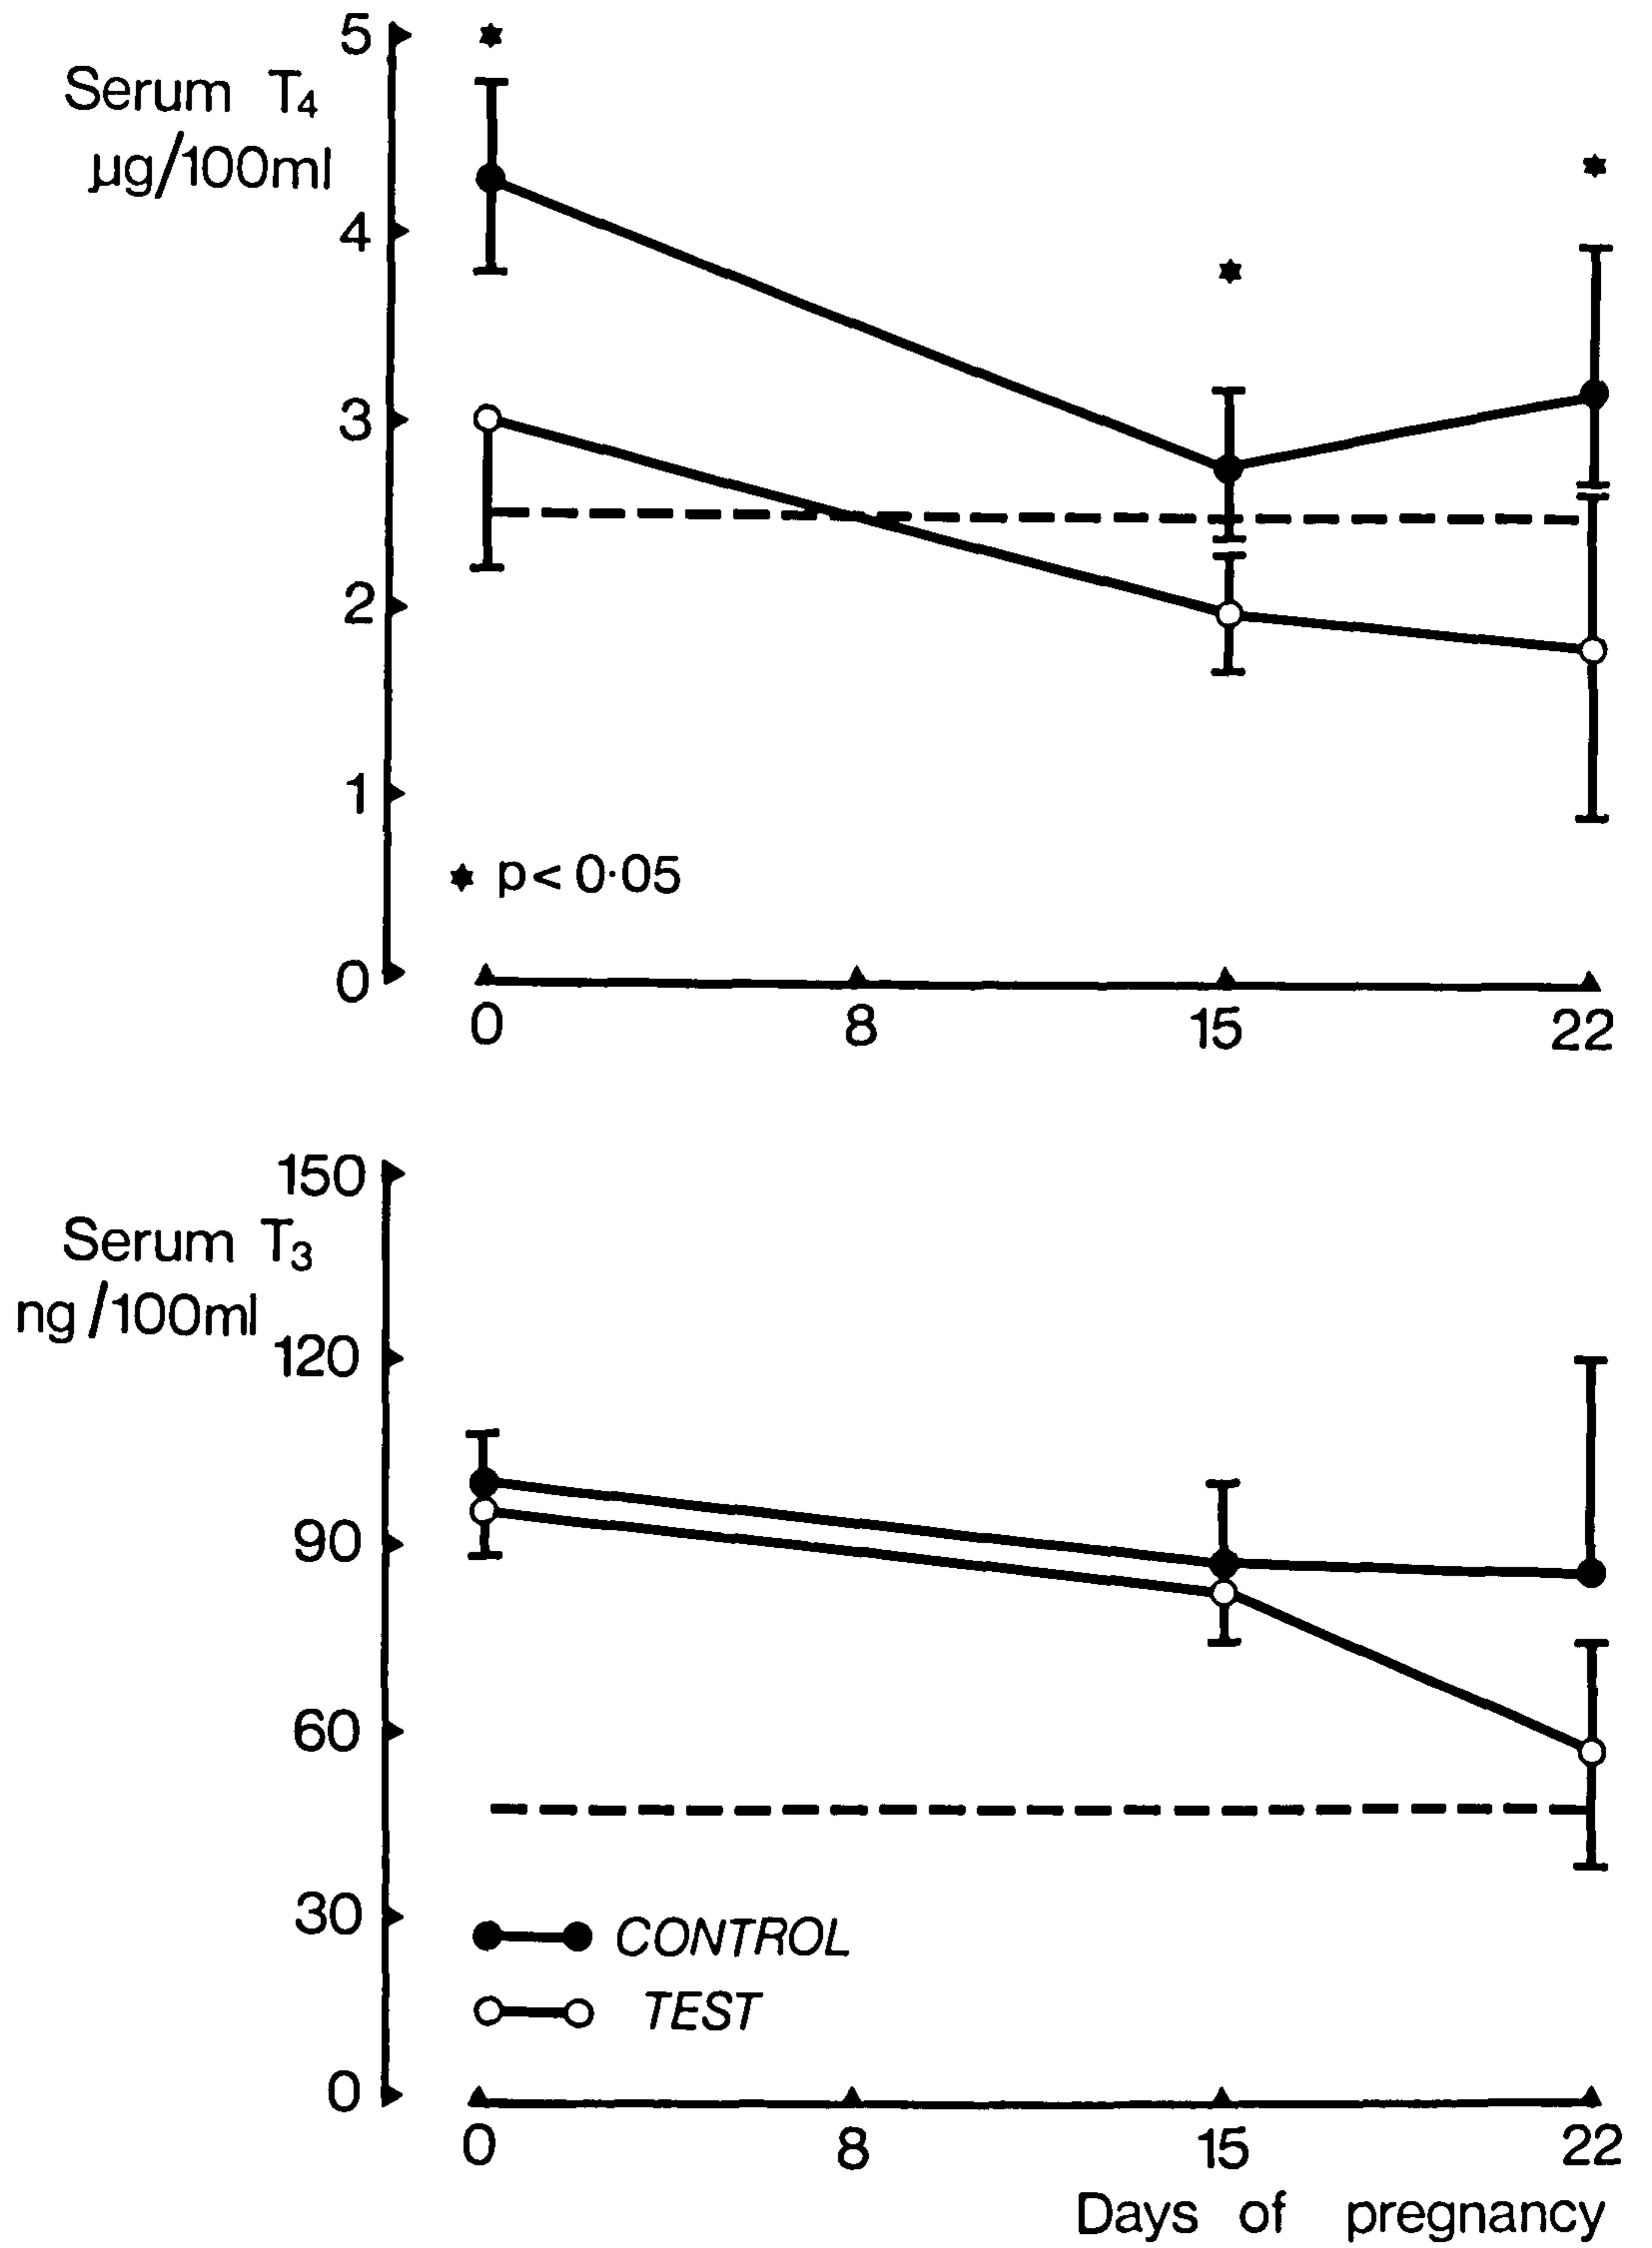 5
Serum T₄
µg/100ml
4
3
2
1
★ p< 0·05
0
0 8 15 22
150
Serum T₃
ng/100ml
120
90
60
30
CONTROL
TEST
0
0 8 15 22
Days of pregnancy